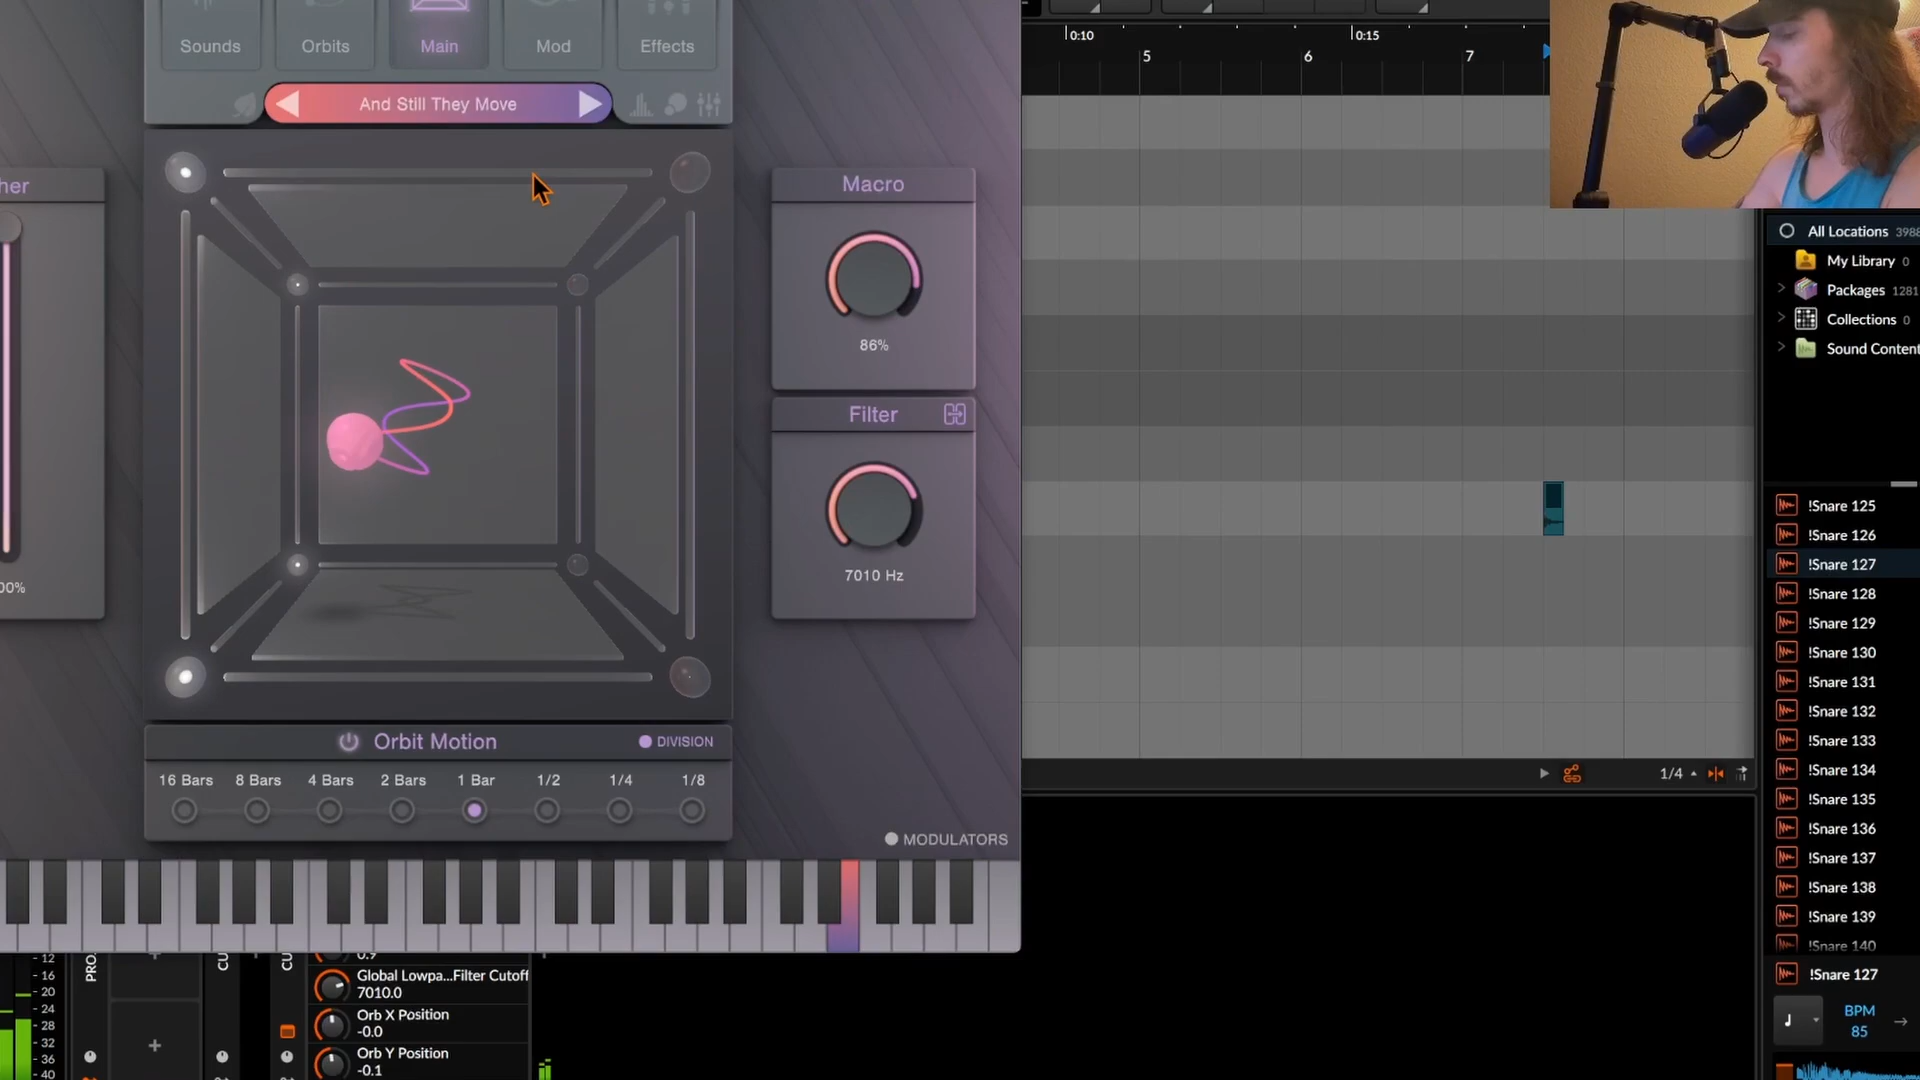 Sounds
Orbits
Main
Mod
Effects
And Still They Move
her
00%
Macro
86%
Filter
7010 Hz
Orbit Motion
DIVISION
16 Bars
8 Bars
4 Bars
2 Bars
1 Bar
1/2
1/4
1/8
MODULATORS
0:10
0:15
5
6
7
1/4
All Locations 3988
My Library 0
Packages 1281
Collections 0
Sound Content
!Snare 125
!Snare 126
!Snare 127
!Snare 128
!Snare 129
!Snare 130
!Snare 131
!Snare 132
!Snare 133
!Snare 134
!Snare 135
!Snare 136
!Snare 137
!Snare 138
!Snare 139
!Snare 140
!Snare 127
BPM
85
- 12
- 16
- 20
- 24
- 28
- 32
- 36
- 40
PRO.
CU
CU
0.9
Global Lowpa...Filter Cutoff
7010.0
Orb X Position
-0.0
Orb Y Position
-0.1